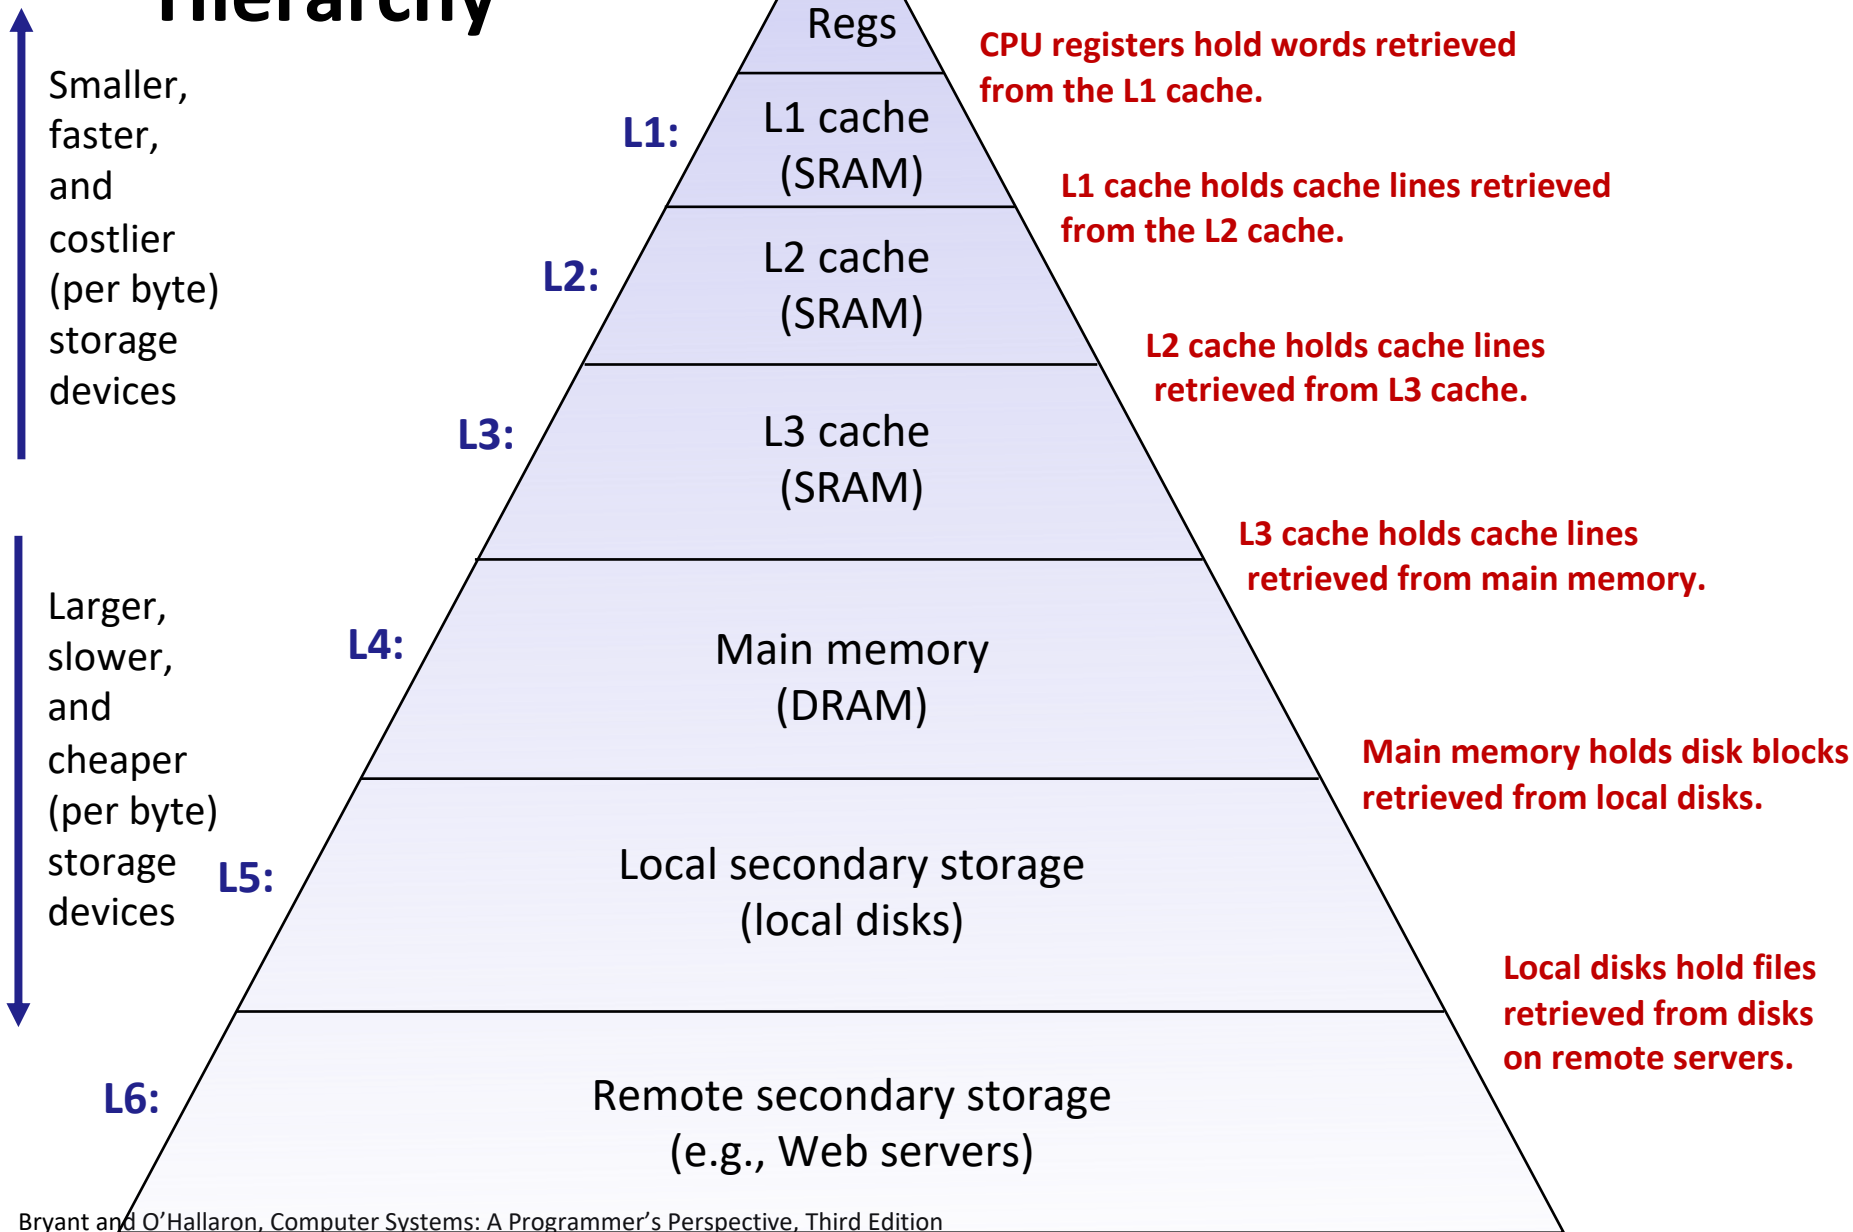 Hierarchy
Regs
CPU registers hold words retrieved
from the L1 cache.
Smaller,
faster,
and
costlier
(per byte)
storage
devices
L1:
L1 cache
(SRAM)
L1 cache holds cache lines retrieved
from the L2 cache.
L2:
L2 cache
(SRAM)
L2 cache holds cache lines
retrieved from L3 cache.
L3:
L3 cache
(SRAM)
L3 cache holds cache lines
retrieved from main memory.
Larger,
slower,
and
cheaper
(per byte)
storage
devices
L4:
Main memory
(DRAM)
Main memory holds disk blocks
retrieved from local disks.
L5:
Local secondary storage
(local disks)
Local disks hold files
retrieved from disks
on remote servers.
L6:
Remote secondary storage
(e.g., Web servers)
Bryant and O'Hallaron, Computer Systems: A Programmer's Perspective, Third Edition